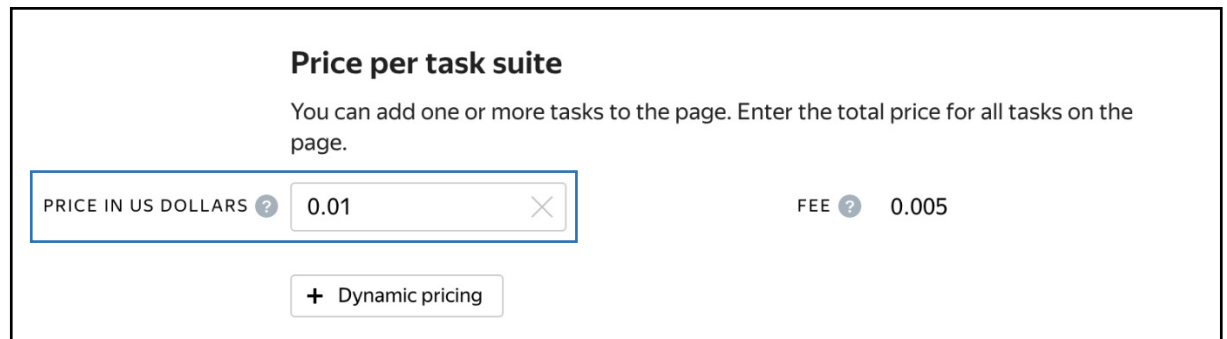 Price per task suite
You can add one or more tasks to the page. Enter the total price for all tasks on the
page.
PRICE IN US DOLLARS ? 0.01 FEE ? 0.005
+ Dynamic pricing